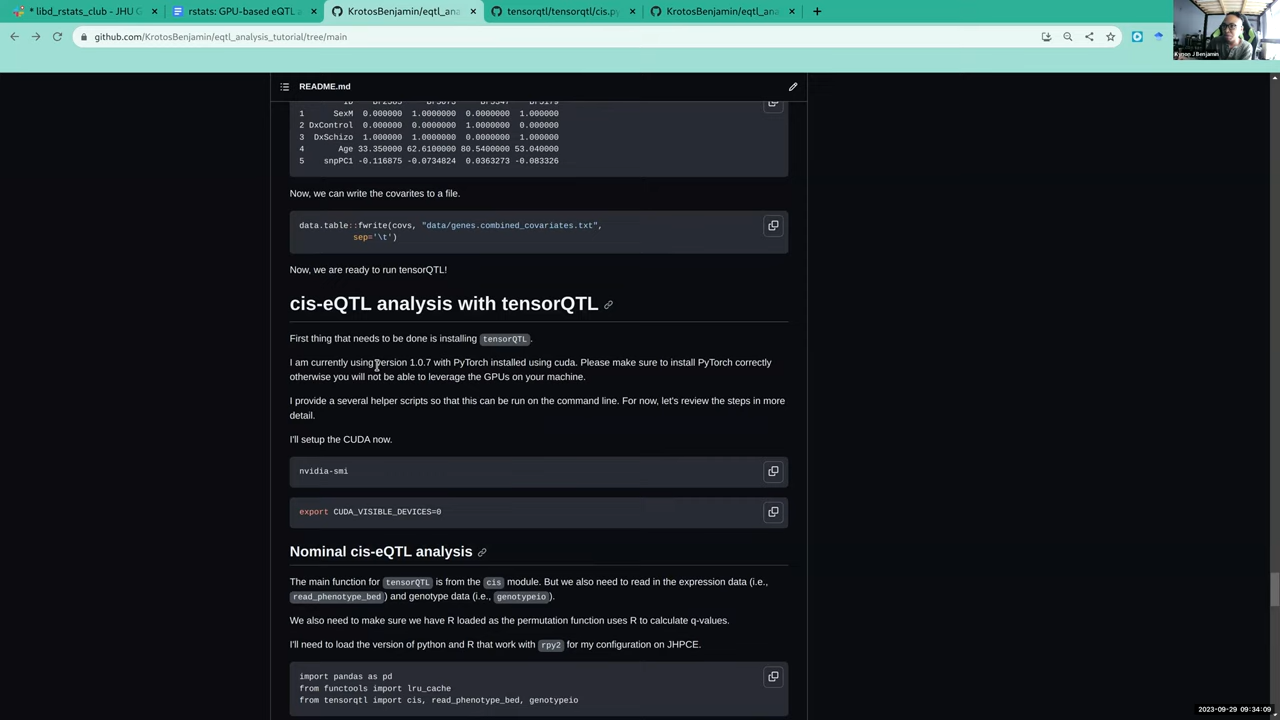 * libd_rstats_club - JHU G
rstats: GPU-based eQTL a
KrotosBenjamin/eqtl_ana
tensorqtl/tensorqtl/cis.py
KrotosBenjamin/eqtl_ana
github.com/KrotosBenjamin/eqtl_analysis_tutorial/tree/main
Kynon J Benjamin
README.md
1 SexM 0.000000 1.0000000 0.0000000 1.000000
2 DxControl 0.000000 0.0000000 1.0000000 0.000000
3 DxSchizo 1.000000 1.0000000 0.0000000 1.000000
4 Age 33.350000 62.6100000 80.5400000 53.040000
5 snpPC1 -0.116875 -0.0734824 0.0363273 -0.083326
Now, we can write the covarites to a file.
data.table::fwrite(covs, "data/genes.combined_covariates.txt",
sep='\t')
Now, we are ready to run tensorQTL!
cis-eQTL analysis with tensorQTL
First thing that needs to be done is installing tensorQTL.
I am currently using version 1.0.7 with PyTorch installed using cuda. Please make sure to install PyTorch correctly
otherwise you will not be able to leverage the GPUs on your machine.
I provide a several helper scripts so that this can be run on the command line. For now, let's review the steps in more
detail.
I'll setup the CUDA now.
nvidia-smi
export CUDA_VISIBLE_DEVICES=0
Nominal cis-eQTL analysis
The main function for tensorQTL is from the cis module. But we also need to read in the expression data (i.e.,
read_phenotype_bed) and genotype data (i.e., genotypeio).
We also need to make sure we have R loaded as the permutation function uses R to calculate q-values.
I'll need to load the version of python and R that work with rpy2 for my configuration on JHPCE.
import pandas as pd
from functools import lru_cache
from tensorqtl import cis, read_phenotype_bed, genotypeio
2023-09-29 09:34:09